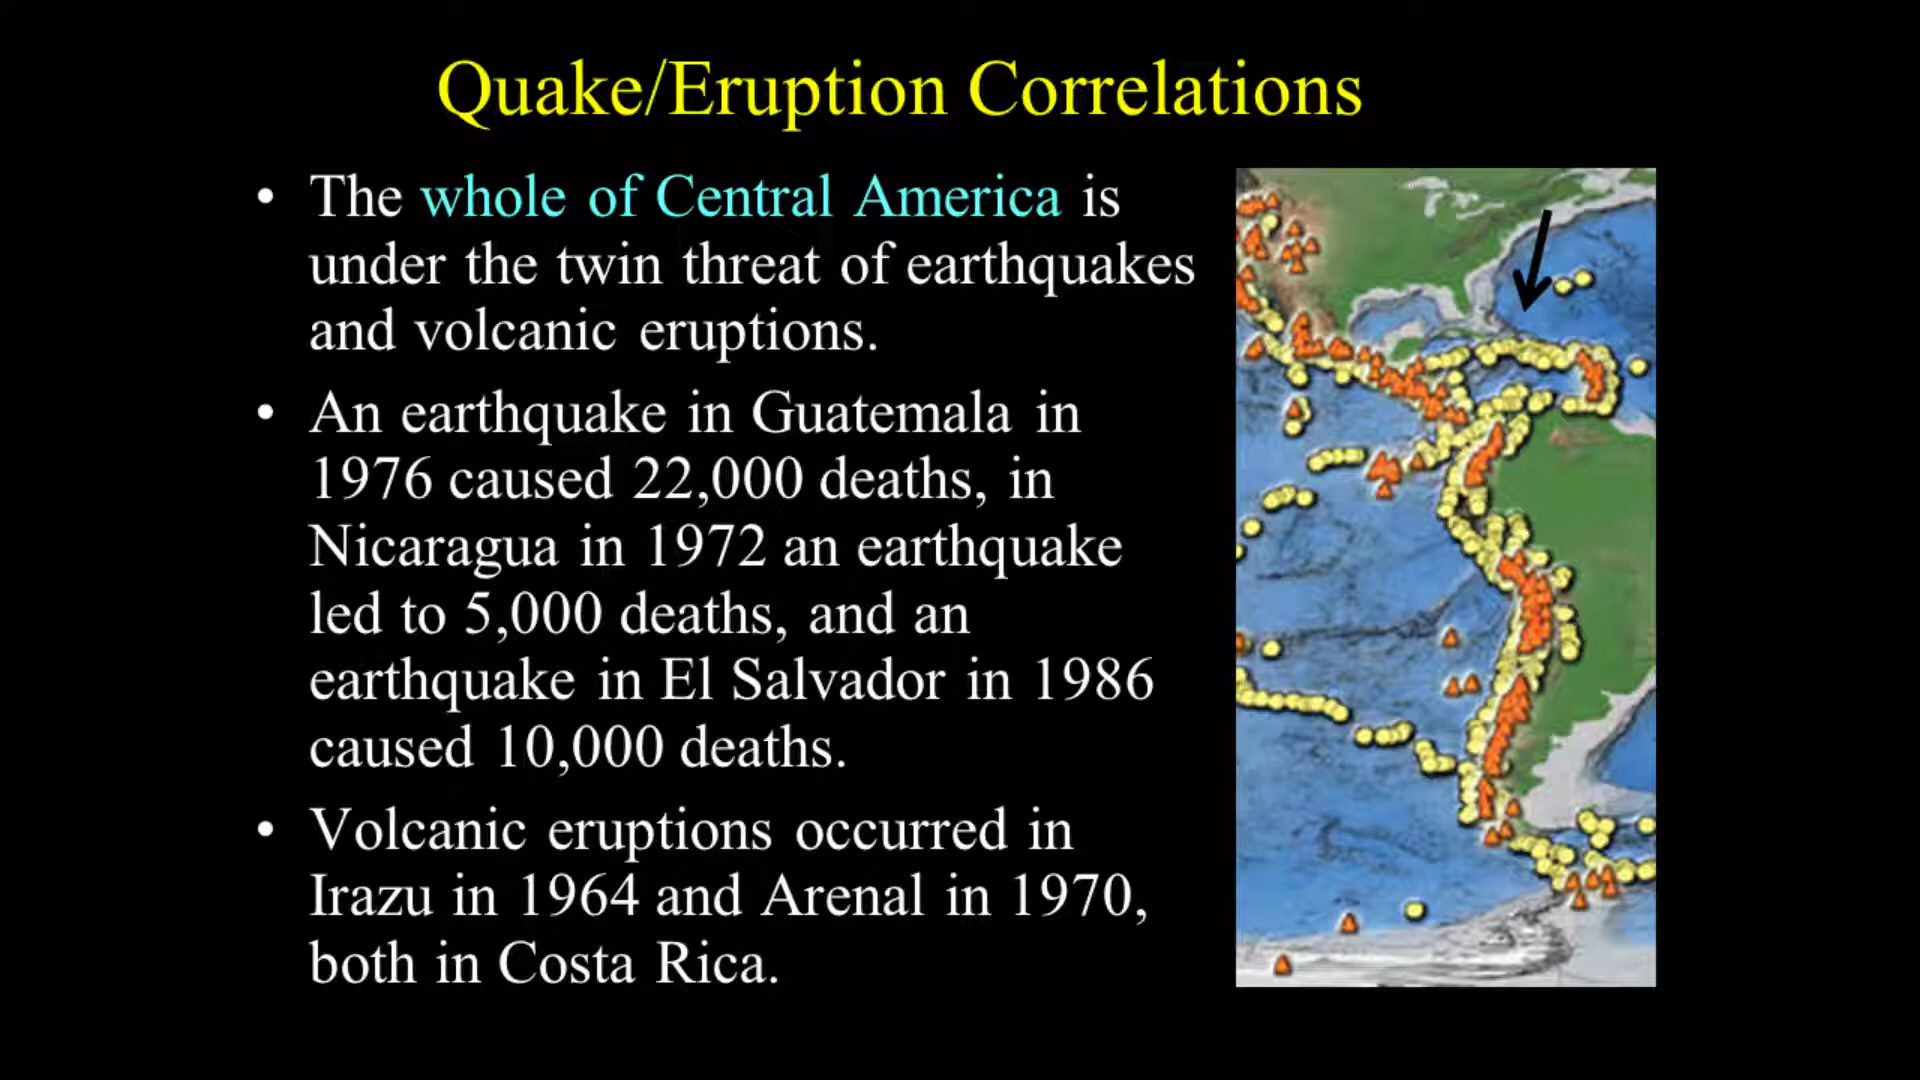 Quake/Eruption Correlations
• The whole of Central America is
under the twin threat of earthquakes
and volcanic eruptions.
• An earthquake in Guatemala in
1976 caused 22,000 deaths, in
Nicaragua in 1972 an earthquake
led to 5,000 deaths, and an
earthquake in El Salvador in 1986
caused 10,000 deaths.
• Volcanic eruptions occurred in
Irazu in 1964 and Arenal in 1970,
both in Costa Rica.